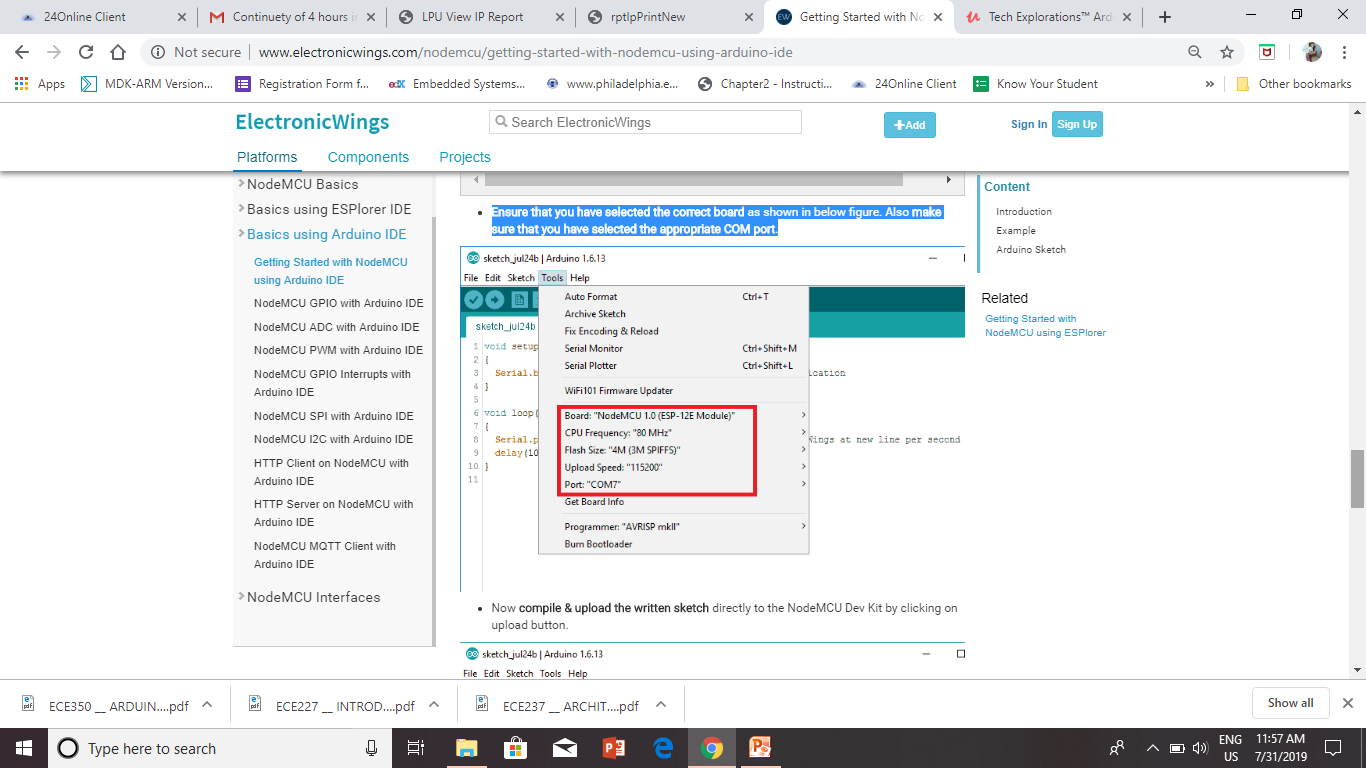 24Online Client
Continuety of 4 hours i
LPU View IP Report
rptIpPrintNew
Getting Started with No
Tech Explorations™ Ard
Not secure | www.electronicwings.com/nodemcu/getting-started-with-nodemcu-using-arduino-ide
Apps
MDK-ARM Version...
Registration Form f...
edX Embedded Systems...
www.philadelphia.e...
Chapter2 - Instructi...
24Online Client
Know Your Student
»
Other bookmarks
ElectronicWings
Search ElectronicWings
+Add
Sign In Sign Up
Platforms Components Projects
NodeMCU Basics
Basics using ESPlorer IDE
Basics using Arduino IDE
Getting Started with NodeMCU
using Arduino IDE
NodeMCU GPIO with Arduino IDE
NodeMCU ADC with Arduino IDE
NodeMCU PWM with Arduino IDE
NodeMCU GPIO Interrupts with
Arduino IDE
NodeMCU SPI with Arduino IDE
NodeMCU I2C with Arduino IDE
HTTP Client on NodeMCU with
Arduino IDE
HTTP Server on NodeMCU with
Arduino IDE
NodeMCU MQTT Client with
Arduino IDE
NodeMCU Interfaces
• Ensure that you have selected the correct board as shown in below figure. Also make
sure that you have selected the appropriate COM port.
sketch_jul24b | Arduino 1.6.13
File Edit Sketch Tools Help
sketch_jul24b
1 void setup
2 {
3 Serial.b
4 }
5
6 void loop(
7 {
8 Serial.p
9 delay(10
10 }
11
ication
Wings at new line per second
Auto Format Ctrl+T
Archive Sketch
Fix Encoding & Reload
Serial Monitor Ctrl+Shift+M
Serial Plotter Ctrl+Shift+L
WiFi101 Firmware Updater
Board: "NodeMCU 1.0 (ESP-12E Module)"
CPU Frequency: "80 MHz"
Flash Size: "4M (3M SPIFFS)"
Upload Speed: "115200"
Port: "COM7"
Get Board Info
Programmer: "AVRISP mkII"
Burn Bootloader
• Now compile & upload the written sketch directly to the NodeMCU Dev Kit by clicking on
upload button.
sketch_jul24b | Arduino 1.6.13
File Edit Sketch Tools Help
Content
Introduction
Example
Arduino Sketch
Related
Getting Started with
NodeMCU using ESPlorer
ECE350 __ ARDUIN....pdf
ECE227 __ INTROD....pdf
ECE237 __ ARCHIT....pdf
Show all
Type here to search
ENG
US
11:57 AM
7/31/2019